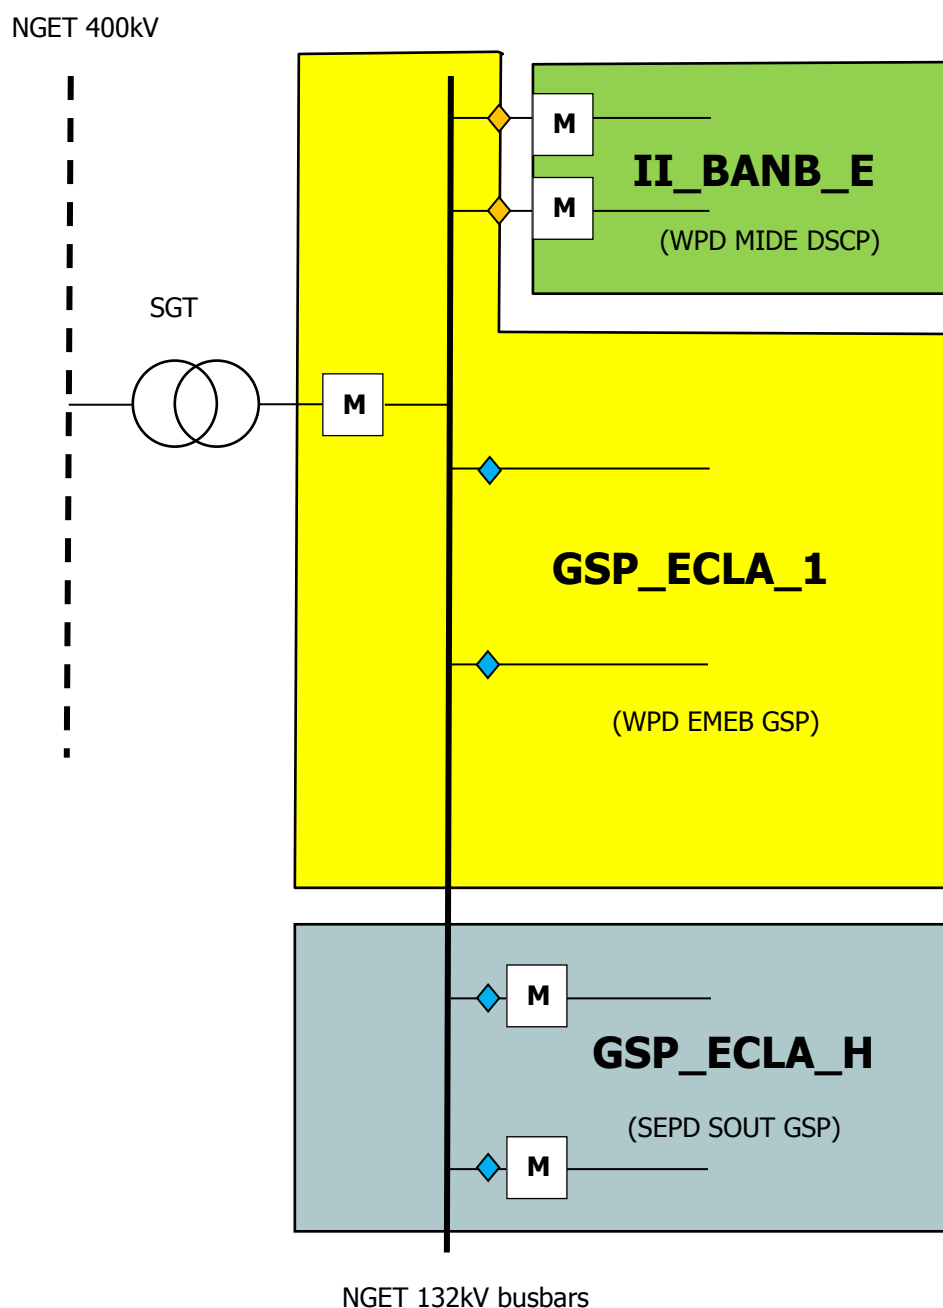 NGET 400kV
M
II_BANB_E
M
(WPD MIDE DSCP)
SGT
M
GSP_ECLA_1
(WPD EMEB GSP)
M
GSP_ECLA_H
(SEPD SOUT GSP)
M
NGET 132kV busbars